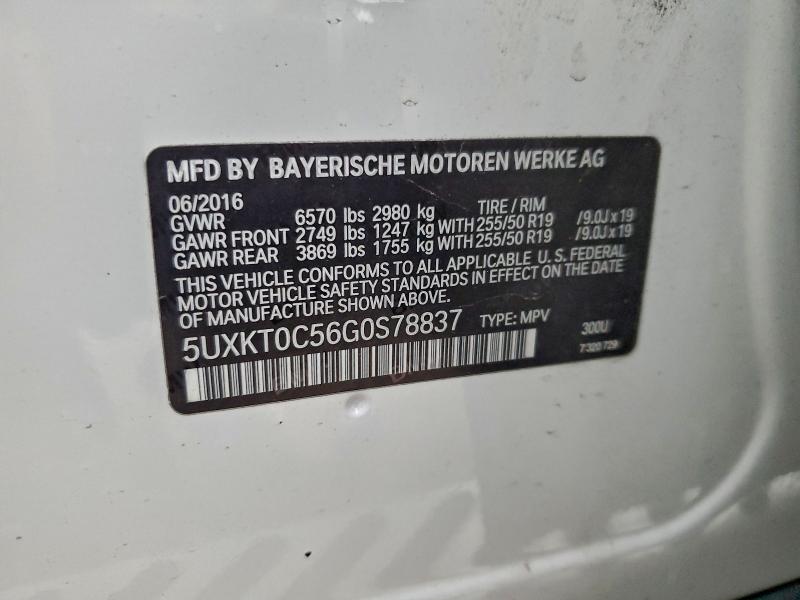 MFD BY BAYERISCHE MOTOREN WERKE AG
06/2016 TIRE / RIM
GVWR 6570 lbs 2980 kg
GAWR FRONT 2749 lbs 1247 kg WITH 255/50 R19 /9.0J x 19
GAWR REAR 3869 lbs 1755 kg WITH 255/50 R19 /9.0J x 19
THIS VEHICLE CONFORMS TO ALL APPLICABLE U. S. FEDERAL
MOTOR VEHICLE SAFETY STANDARDS IN EFFECT ON THE DATE
OF MANUFACTURE SHOWN ABOVE.
5UXKT0C56G0S78837 TYPE: MPV 300U
7 320 729